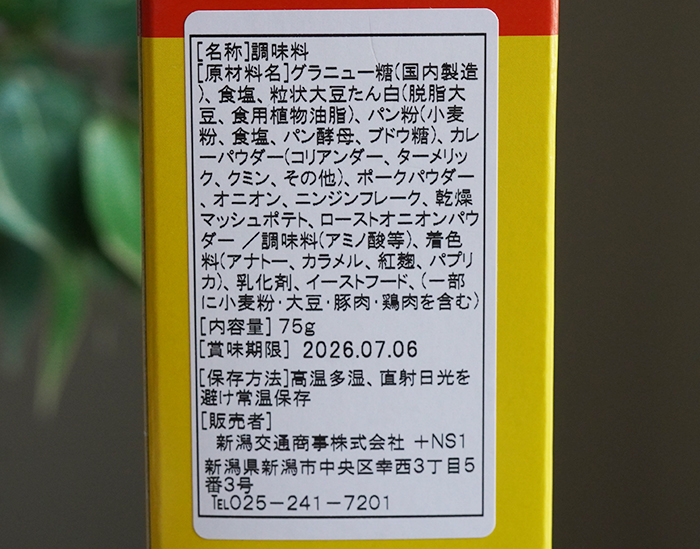 [名称]調味料
[原材料名]グラニュー糖(国内製造
)、食塩、粒状大豆たん白(脱脂大
豆、食用植物油脂)、パン粉(小麦
粉、食塩、パン酵母、ブドウ糖)、カレ
ーパウダー(コリアンダー、ターメリッ
ク、クミン、その他)、ポークパウダー
、オニオン、ニンジンフレーク、乾燥
マッシュポテト、ローストオニオンパウ
ダー ／調味料(アミノ酸等)、着色
料(アナトー、カラメル、紅麹、パプリ
カ)、乳化剤、イーストフード、(一部
に小麦粉・大豆・豚肉・鶏肉を含む)
[内容量] 75g
[賞味期限] 2026.07.06
[保存方法]高温多湿、直射日光を
避け常温保存
[販売者]
新潟交通商事株式会社 +NS1
新潟県新潟市中央区幸西3丁目5
番3号
℡025-241-7201